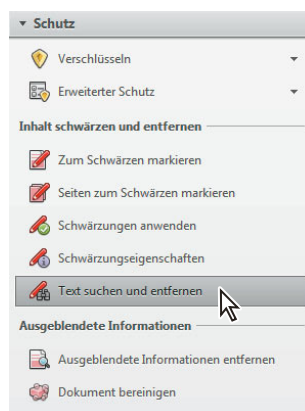 Schutz
Verschlüsseln
Erweiterter Schutz
Inhalt schwärzen und entfernen
Zum Schwärzen markieren
Seiten zum Schwärzen markieren
Schwärzungen anwenden
Schwärzungseigenschaften
Text suchen und entfernen
Ausgeblendete Informationen
Ausgeblendete Informationen entfernen
Dokument bereinigen